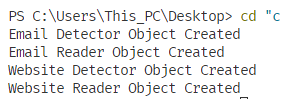 PS C:\Users\This_PC\Desktop> cd "c
Email Detector Object Created
Email Reader Object Created
Website Detector Object Created
Website Reader Object Created